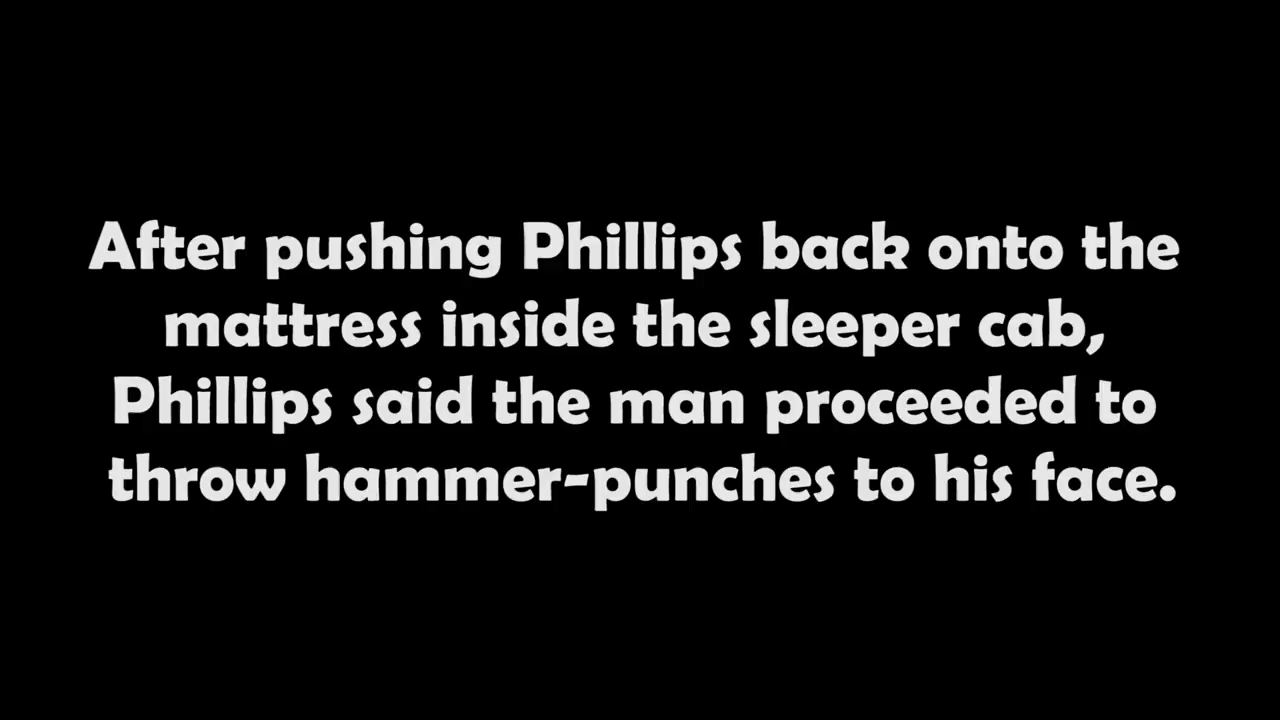 After pushing Phillips back onto the
mattress inside the sleeper cab,
Phillips said the man proceeded to
throw hammer-punches to his face.